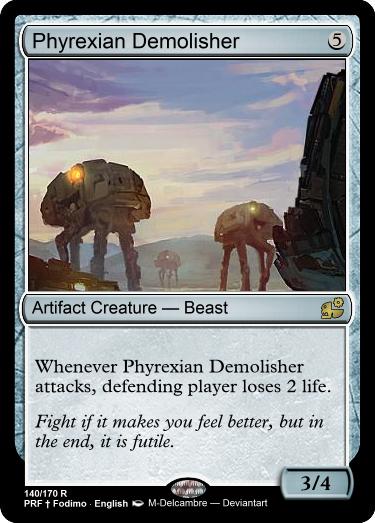 Phyrexian Demolisher 5
Artifact Creature — Beast
Whenever Phyrexian Demolisher
attacks, defending player loses 2 life.
Fight if it makes you feel better, but in
the end, it is futile.
3/4
140/170 R
PRF † Fodimo · English M-Delcambre — Deviantart